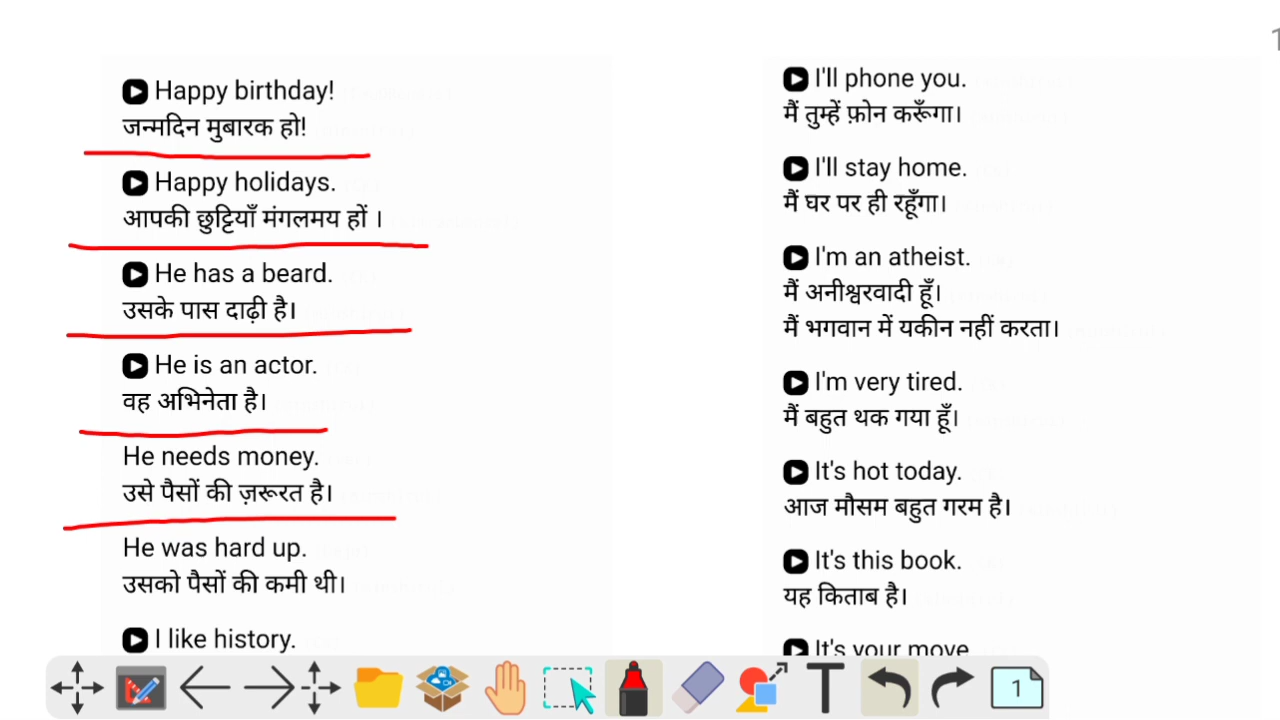 Happy birthday!
जन्मदिन मुबारक हो!
Happy holidays.
आपकी छुट्टियाँ मंगलमय हों ।
He has a beard.
उसके पास दाढ़ी है।
He is an actor.
वह अभिनेता है।
He needs money.
उसे पैसों की ज़रूरत है।
He was hard up.
उसको पैसों की कमी थी।
I like history.
I'll phone you.
मैं तुम्हें फ़ोन करूँगा।
I'll stay home.
मैं घर पर ही रहूँगा।
I'm an atheist.
मैं अनीश्वरवादी हूँ।
मैं भगवान में यकीन नहीं करता।
I'm very tired.
मैं बहुत थक गया हूँ।
It's hot today.
आज मौसम बहुत गरम है।
It's this book.
यह किताब है।
It's your move
1